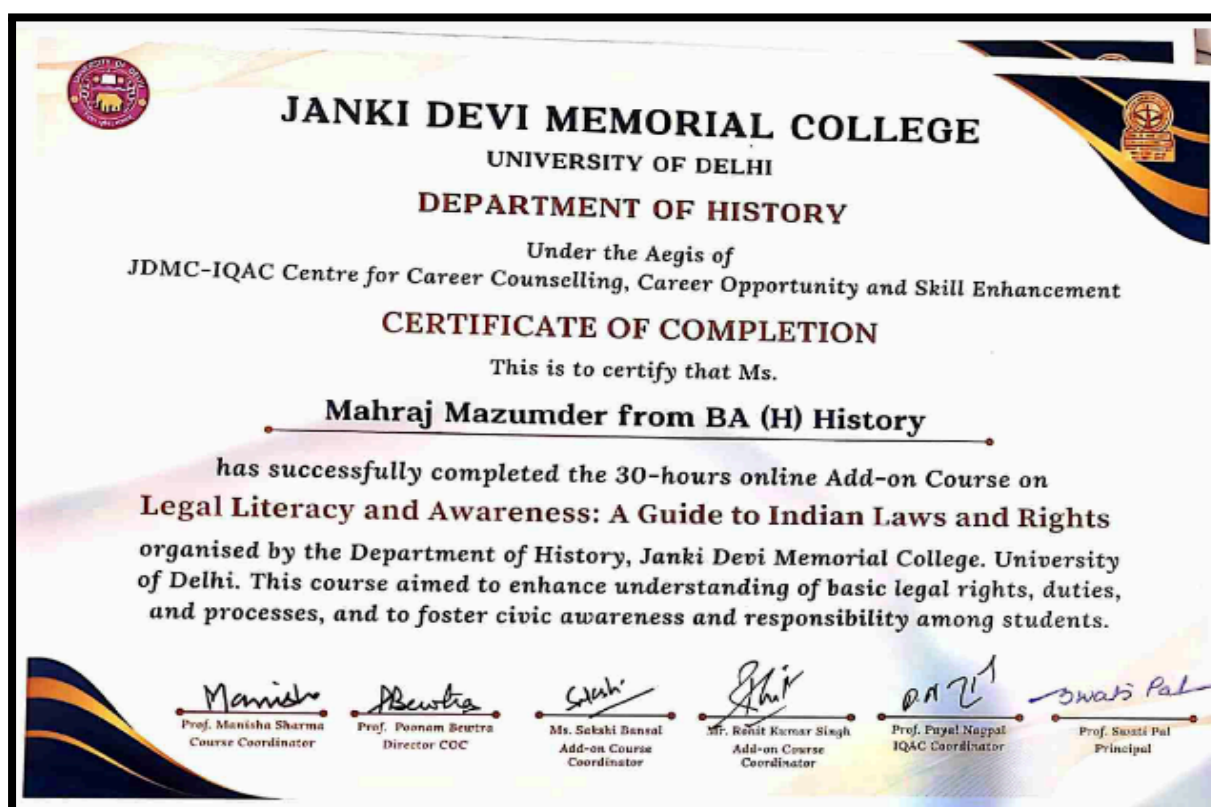 UNIVERSITY OF DELHI
JANKI DEVI MEMORIAL COLLEGE
UNIVERSITY OF DELHI
DEPARTMENT OF HISTORY
Under the Aegis of
JDMC-IQAC Centre for Career Counselling, Career Opportunity and Skill Enhancement
CERTIFICATE OF COMPLETION
This is to certify that Ms.
Mahraj Mazumder from BA (H) History
has successfully completed the 30-hours online Add-on Course on
Legal Literacy and Awareness: A Guide to Indian Laws and Rights
organised by the Department of History, Janki Devi Memorial College. University
of Delhi. This course aimed to enhance understanding of basic legal rights, duties,
and processes, and to foster civic awareness and responsibility among students.
Manisha
PBewtra
Sakshi
Swati Pal
Prof. Manisha Sharma
Course Coordinator
Prof. Poonam Bewtra
Director COC
Ms. Sakshi Bansal
Add-on Course
Coordinator
Mr. Rohit Kumar Singh
Add-on Course
Coordinator
Prof. Payal Nagpal
IQAC Coordinator
Prof. Swati Pal
Principal